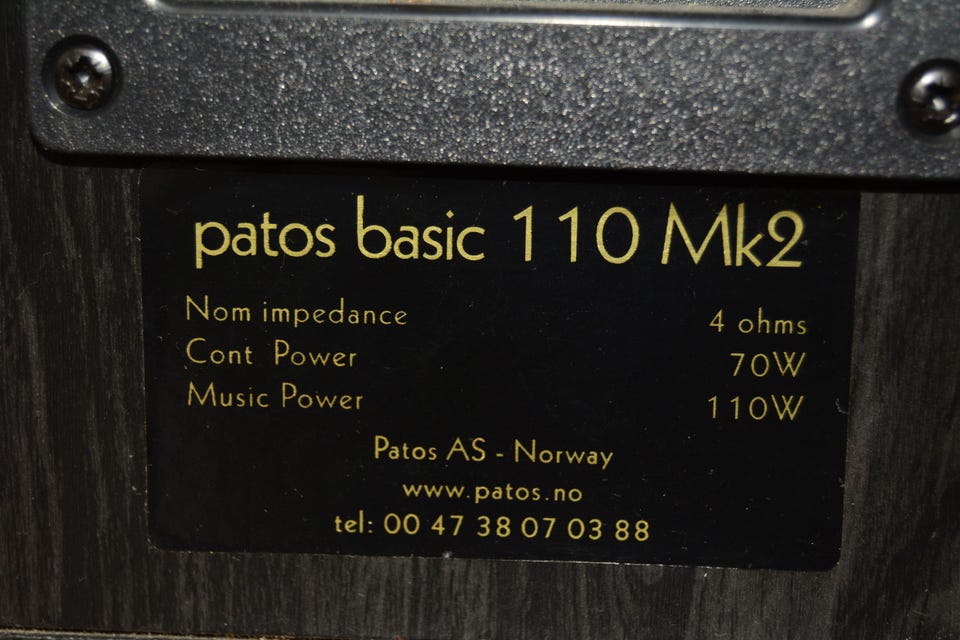 patos basic 110 Mk2
Nom impedance 4 ohms
Cont Power 70W
Music Power 110W
Patos AS - Norway
www.patos.no
tel: 00 47 38 07 03 88